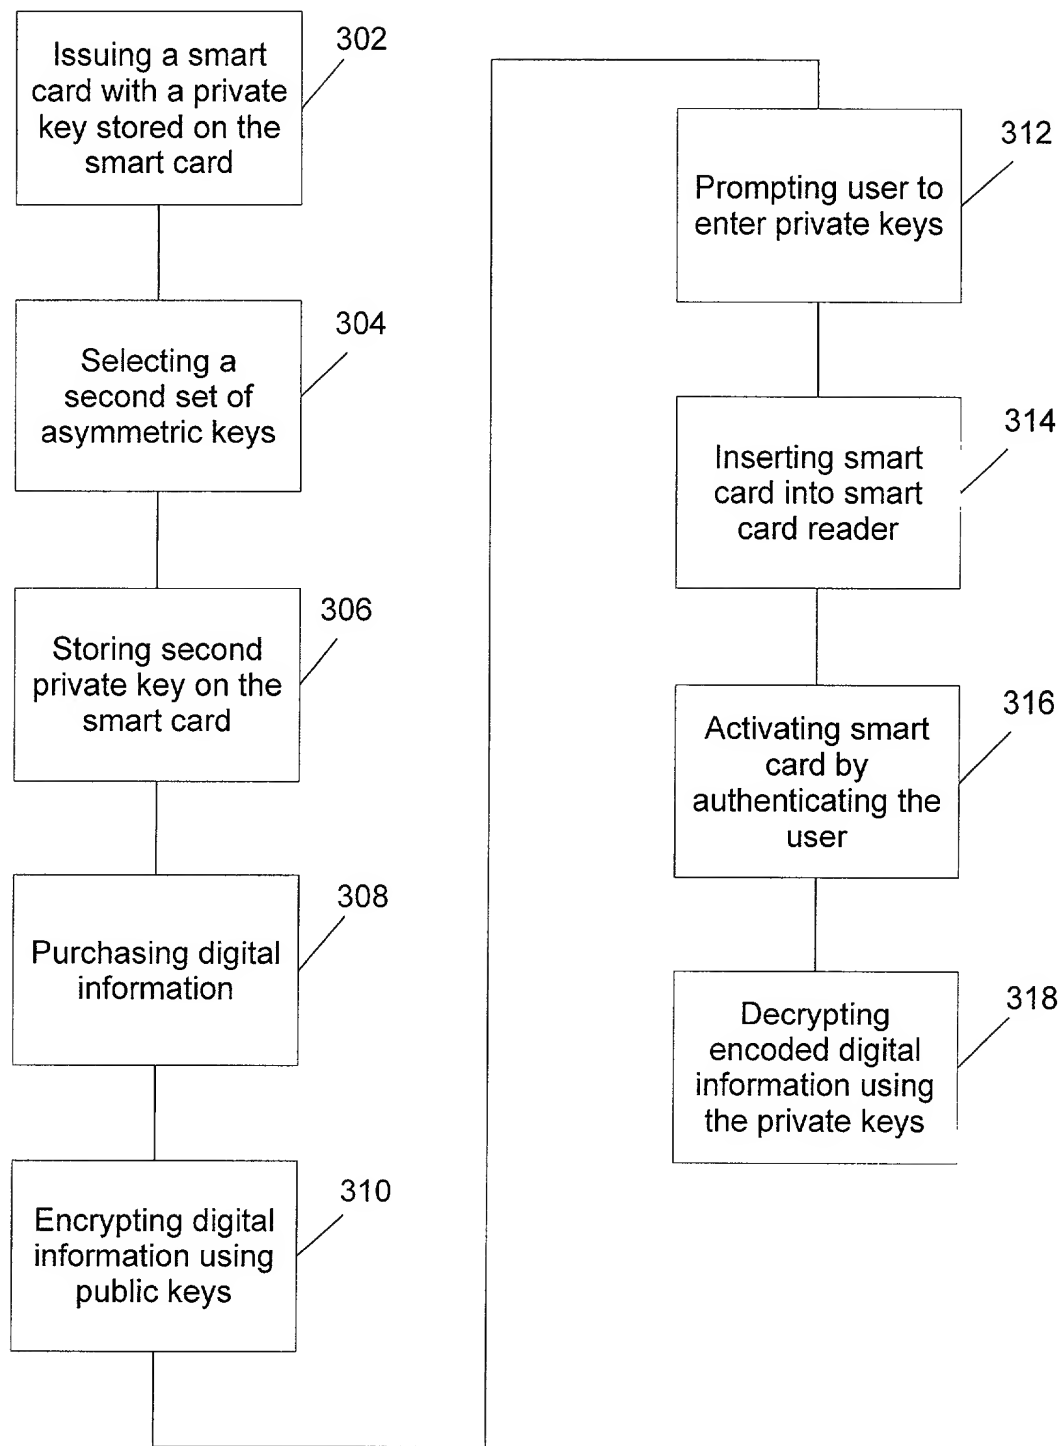 Issuing a smart
card with a private
key stored on the
smart card
302
Selecting a
second set of
asymmetric keys
304
Storing second
private key on the
smart card
306
Purchasing digital
information
308
Encrypting digital
information using
public keys
310
Prompting user to
enter private keys
312
Inserting smart
card into smart
card reader
314
Activating smart
card by
authenticating the
user
316
Decrypting
encoded digital
information using
the private keys
318